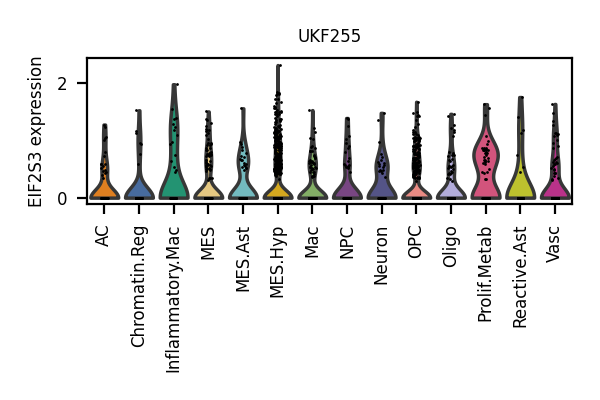 UKF255
EIF2S3 expression
2
0
AC
Chromatin.Reg
Inflammatory.Mac
MES
MES.Ast
MES.Hyp
Mac
NPC
Neuron
OPC
Oligo
Prolif.Metab
Reactive.Ast
Vasc